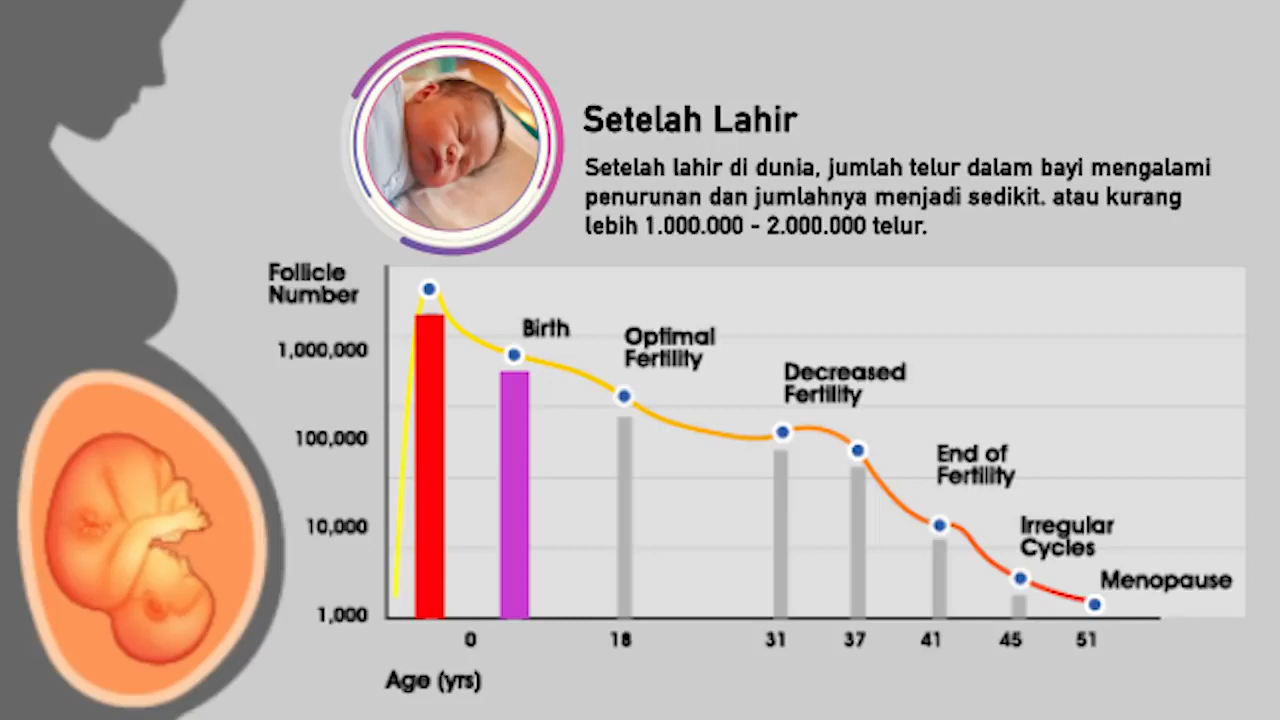 Setelah Lahir
Setelah lahir di dunia, jumlah telur dalam bayi mengalami
penurunan dan jumlahnya menjadi sedikit. atau kurang
lebih 1.000.000 - 2.000.000 telur.
Follicle
Number
1,000,000
100,000
10,000
1,000
Birth
Optimal
Fertility
Decreased
Fertility
End of
Fertility
Irregular
Cycles
Menopause
0 18 31 37 41 45 51
Age (yrs)